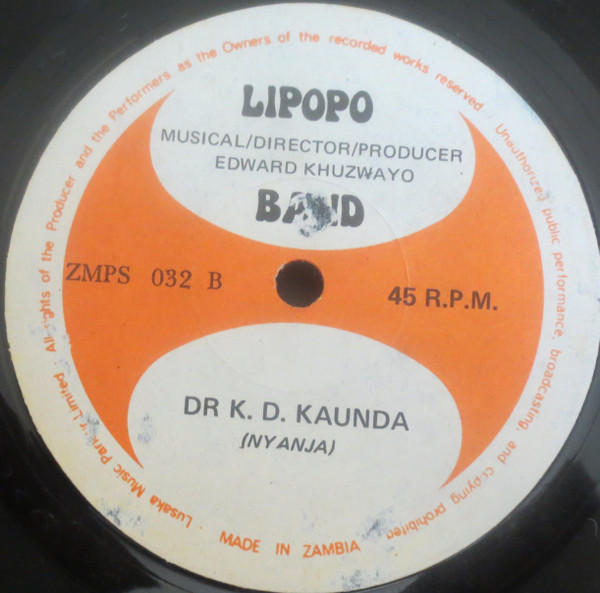 LIPOPO
MUSICAL/DIRECTOR/PRODUCER
EDWARD KHUZWAYO
BAND
ZMPS 032 B
45 R.P.M.
DR K. D. KAUNDA
(NYANJA)
Lusaka Music Limited. All rights of the Producer and the Performers as the Owners of the recorded works reserved. Unauthorized public performance, broadcasting, and copying prohibited
MADE IN ZAMBIA